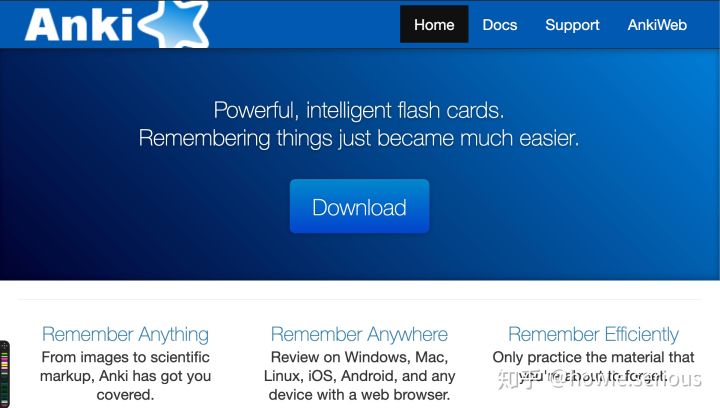 Anki
Home Docs Support AnkiWeb
Powerful, intelligent flash cards.
Remembering things just became much easier.
Download
Remember Anything
From images to scientific
markup, Anki has got you
covered.
Remember Anywhere
Review on Windows, Mac,
Linux, iOS, Android, and any
device with a web browser.
Remember Efficiently
Only practice the material that
you're about to forget.
知乎 @howie.serious